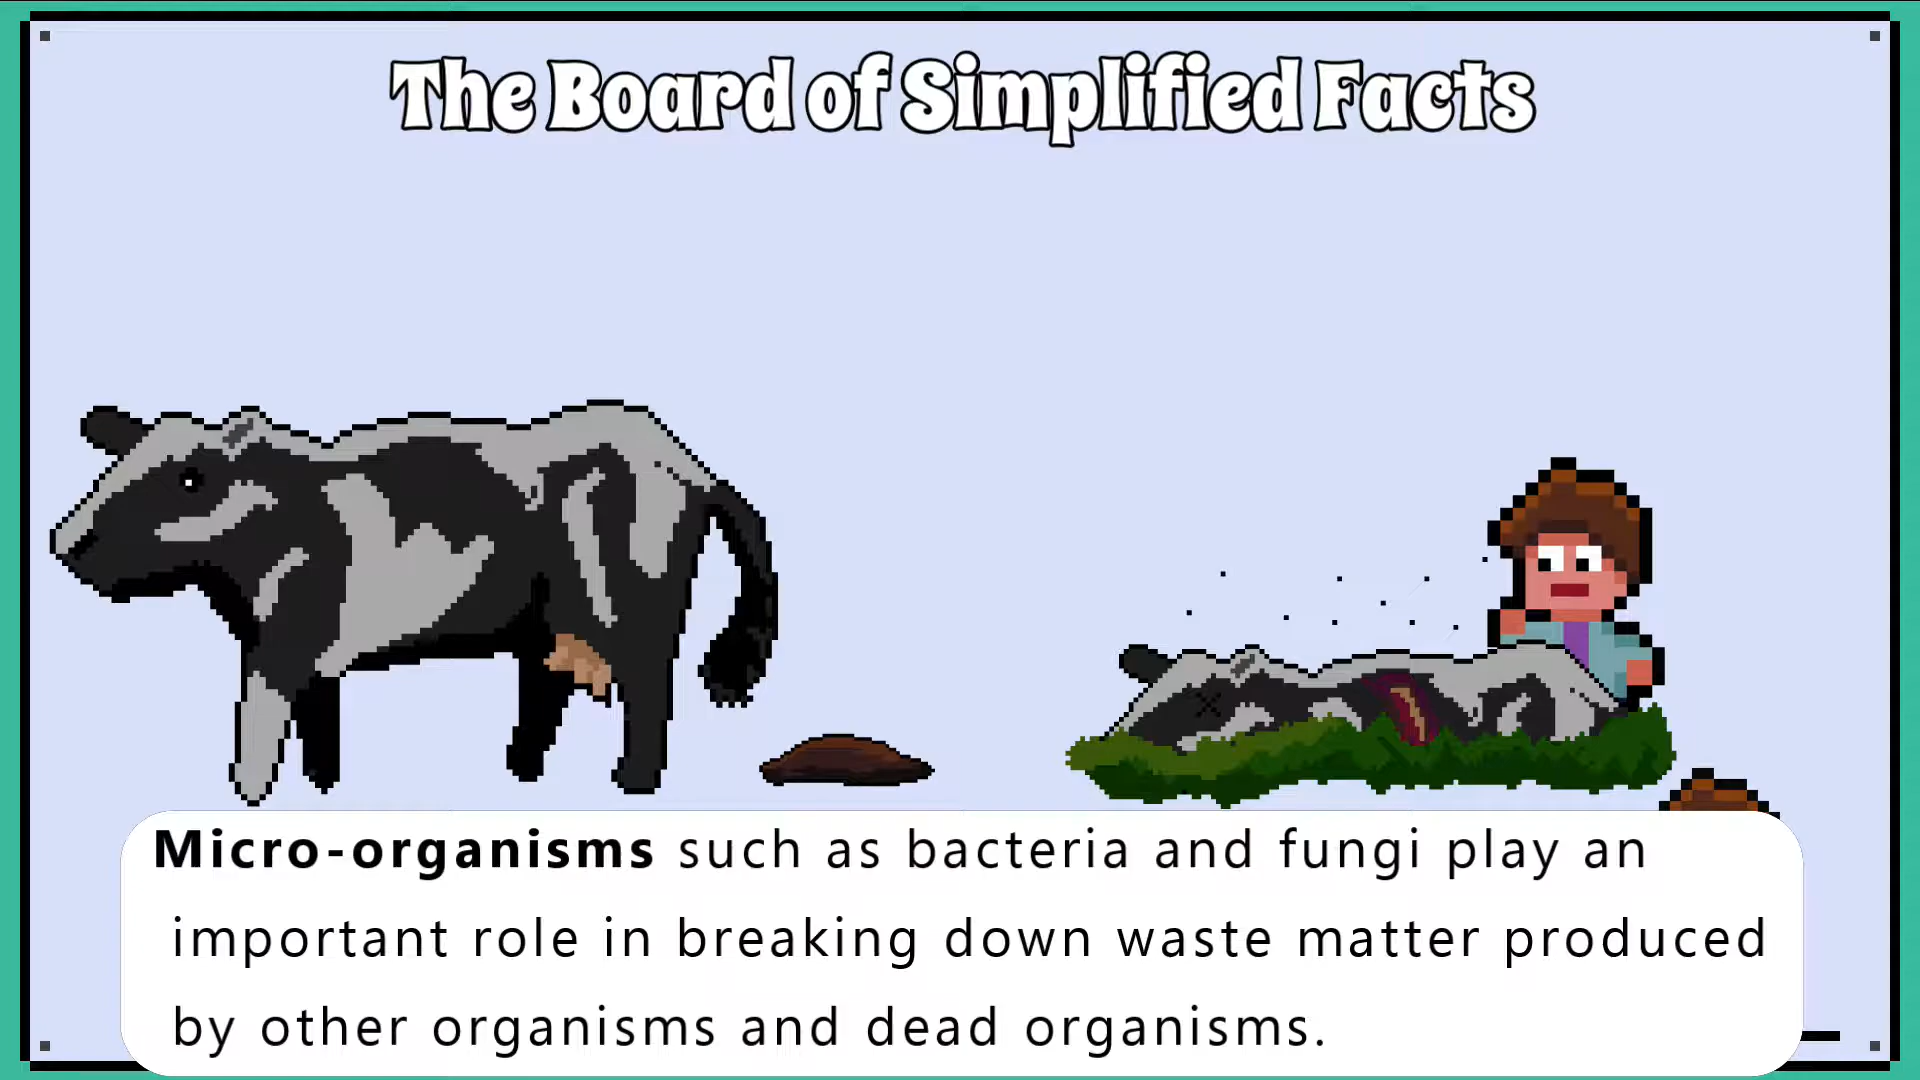 The Board of Simplified Facts
Micro-organisms such as bacteria and fungi play an
important role in breaking down waste matter produced
by other organisms and dead organisms.